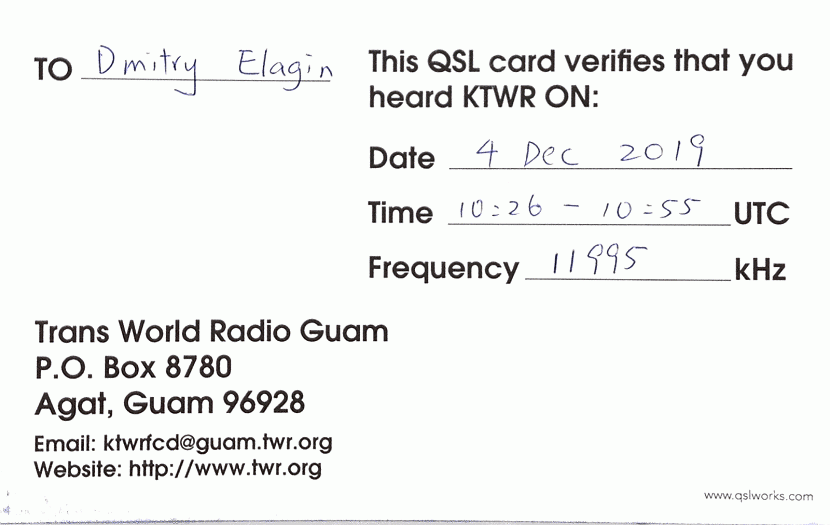 TO Dmitry Elagin
This QSL card verifies that you
heard KTWR ON:
Date 4 Dec 2019
Time 10:26 - 10:55 UTC
Frequency 11995 kHz
Trans World Radio Guam
P.O. Box 8780
Agat, Guam 96928
Email: ktwrfcd@guam.twr.org
Website: http://www.twr.org
www.qslworks.com